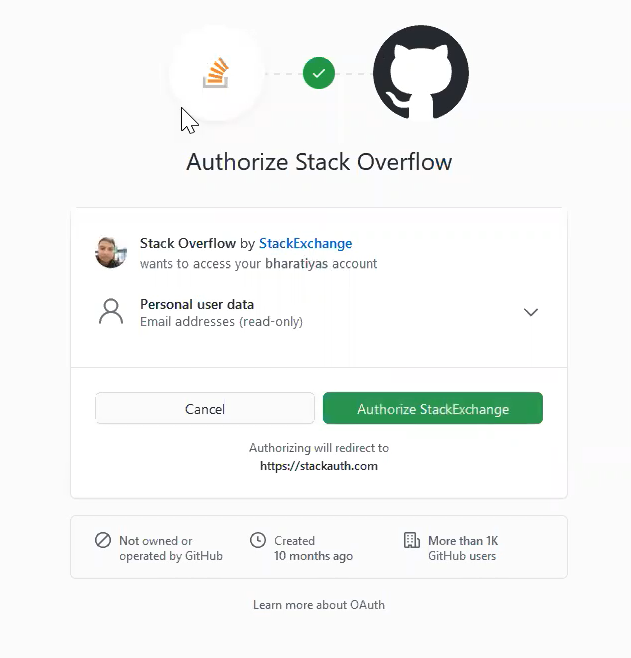 Authorize Stack Overflow
Stack Overflow by StackExchange
wants to access your bharatiyas account
Personal user data
Email addresses (read-only)
Cancel
Authorize StackExchange
Authorizing will redirect to
https://stackauth.com
Not owned or
operated by GitHub
Created
10 months ago
More than 1K
GitHub users
Learn more about OAuth